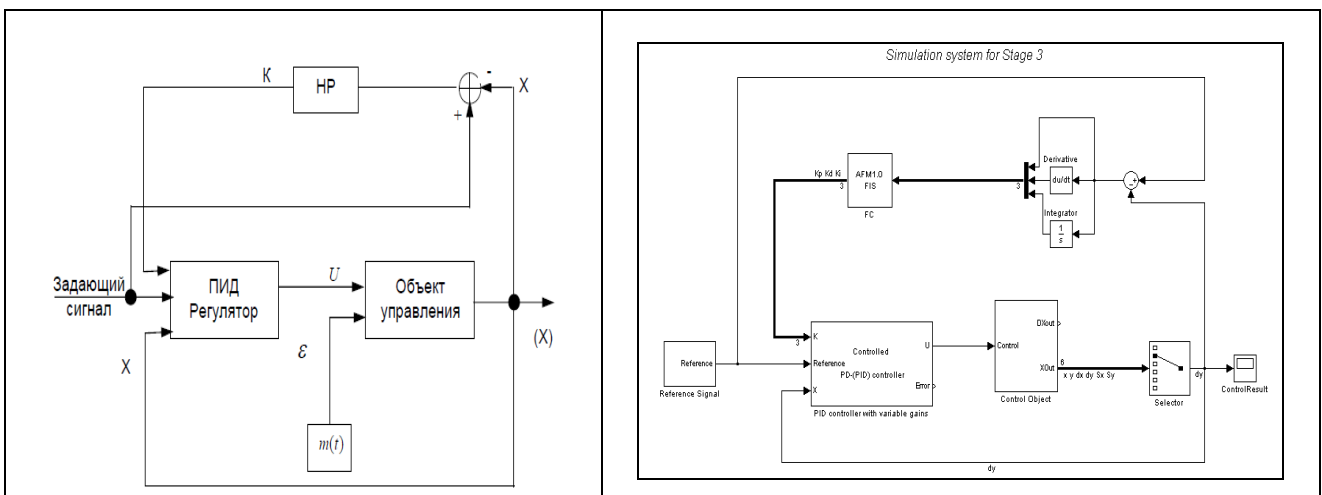 К
НР
-
X
+
Задающий
сигнал
ПИД
Регулятор
U
Объект
управления
(X)
X
ε
m(t)
Simulation system for Stage 3
Kp Kd Ki
3
AFM1.0
FIS
FC
3
Derivative
du/dt
Integrator
1
s
+
-
Reference
Reference Signal
3
K
Reference
X
Controlled
PD-(PID) controller
U
Error
PID controller with variable gains
Control
DXout
XOut
Control Object
6
x y dx dy Sx Sy
Selector
dy
ControlResult
dy